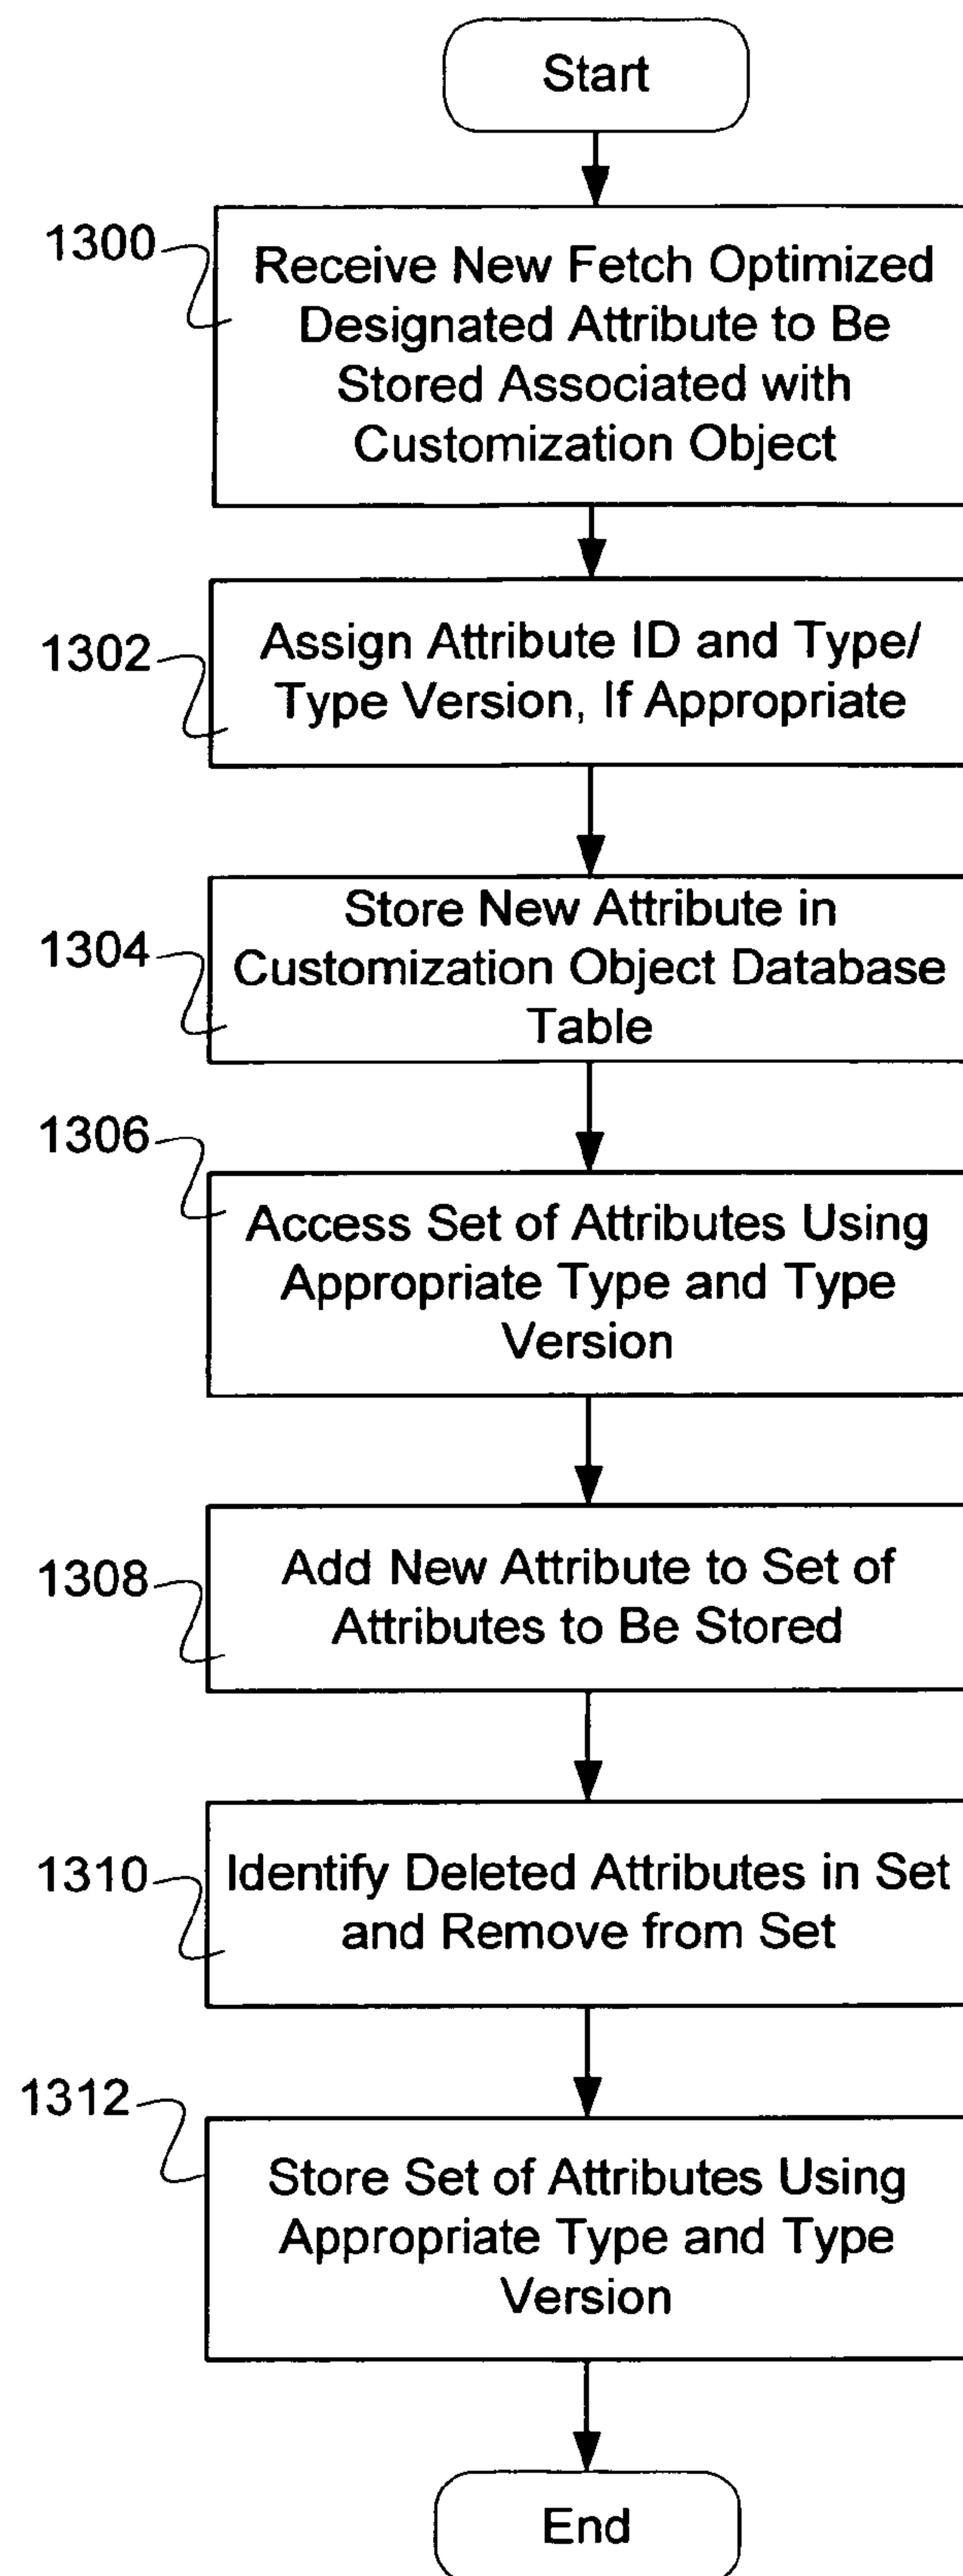 Start
1300
Receive New Fetch Optimized
Designated Attribute to Be
Stored Associated with
Customization Object
1302
Assign Attribute ID and Type/
Type Version, If Appropriate
1304
Store New Attribute in
Customization Object Database
Table
1306
Access Set of Attributes Using
Appropriate Type and Type
Version
1308
Add New Attribute to Set of
Attributes to Be Stored
1310
Identify Deleted Attributes in Set
and Remove from Set
1312
Store Set of Attributes Using
Appropriate Type and Type
Version
End